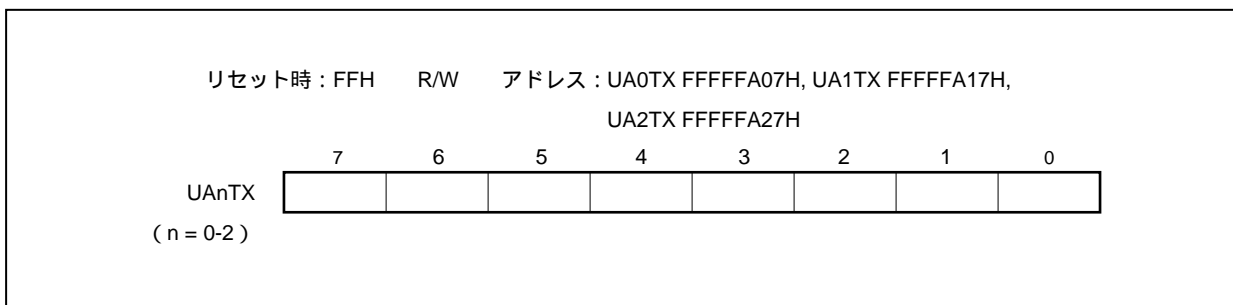 リセット時：FFH R/W アドレス：UA0TX FFFFFA07H, UA1TX FFFFFA17H,
UA2TX FFFFFA27H
7 6 5 4 3 2 1 0
UAnTX
（n = 0-2）